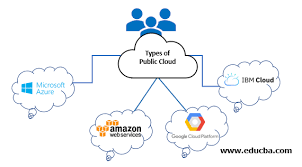 Types of
Public Cloud
Microsoft
Azure
IBM Cloud
amazon
web services
Google Cloud Platform
www.educba.com